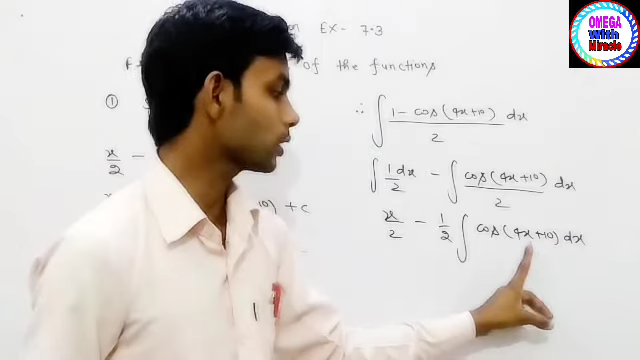 OMEGA
With
Miracle
Ex- 7.3
of the functions
①
x/2 -
10) + c
∴ ∫ (1 - cos(4x+10))/2 dx
∫ 1/2 dx - ∫ cos(4x+10)/2 dx
x/2 - 1/2 ∫ cos(4x+10) dx